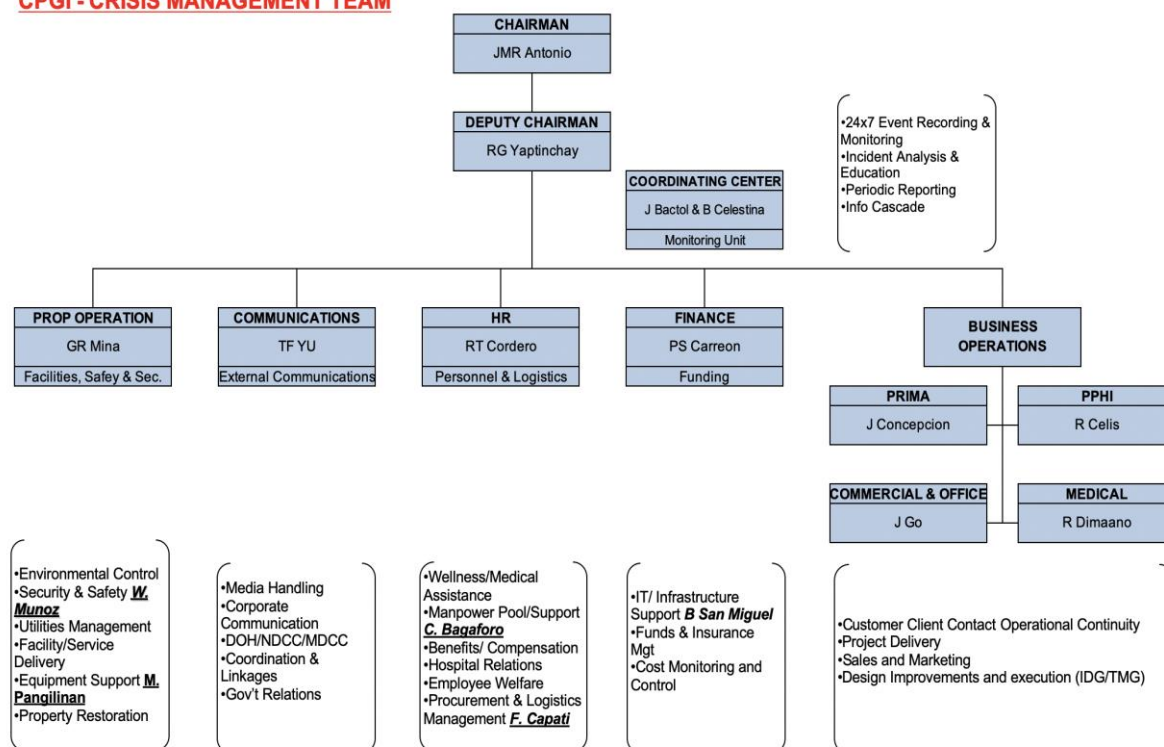 CPGI - CRISIS MANAGEMENT TEAM
CHAIRMAN
JMR Antonio
DEPUTY CHAIRMAN
RG Yaptinchay
COORDINATING CENTER
J Bactol & B Celestina
Monitoring Unit
•24x7 Event Recording &
Monitoring
•Incident Analysis &
Education
•Periodic Reporting
•Info Cascade
PROP OPERATION
GR Mina
Facilities, Safey & Sec.
COMMUNICATIONS
TF YU
External Communications
HR
RT Cordero
Personnel & Logistics
FINANCE
PS Carreon
Funding
BUSINESS
OPERATIONS
PRIMA
J Concepcion
PPHI
R Celis
COMMERCIAL & OFFICE
J Go
MEDICAL
R Dimaano
•Environmental Control
•Security & Safety W.
Munoz
•Utilities Management
•Facility/Service
Delivery
•Equipment Support M.
Pangilinan
•Property Restoration
•Media Handling
•Corporate
Communication
•DOH/NDCC/MDCC
•Coordination &
Linkages
•Gov't Relations
•Wellness/Medical
Assistance
•Manpower Pool/Support
C. Bagaforo
•Benefits/ Compensation
•Hospital Relations
•Employee Welfare
•Procurement & Logistics
Management F. Capati
•IT/ Infrastructure
Support B San Miguel
•Funds & Insurance
Mgt
•Cost Monitoring and
Control
•Customer Client Contact Operational Continuity
•Project Delivery
•Sales and Marketing
•Design Improvements and execution (IDG/TMG)